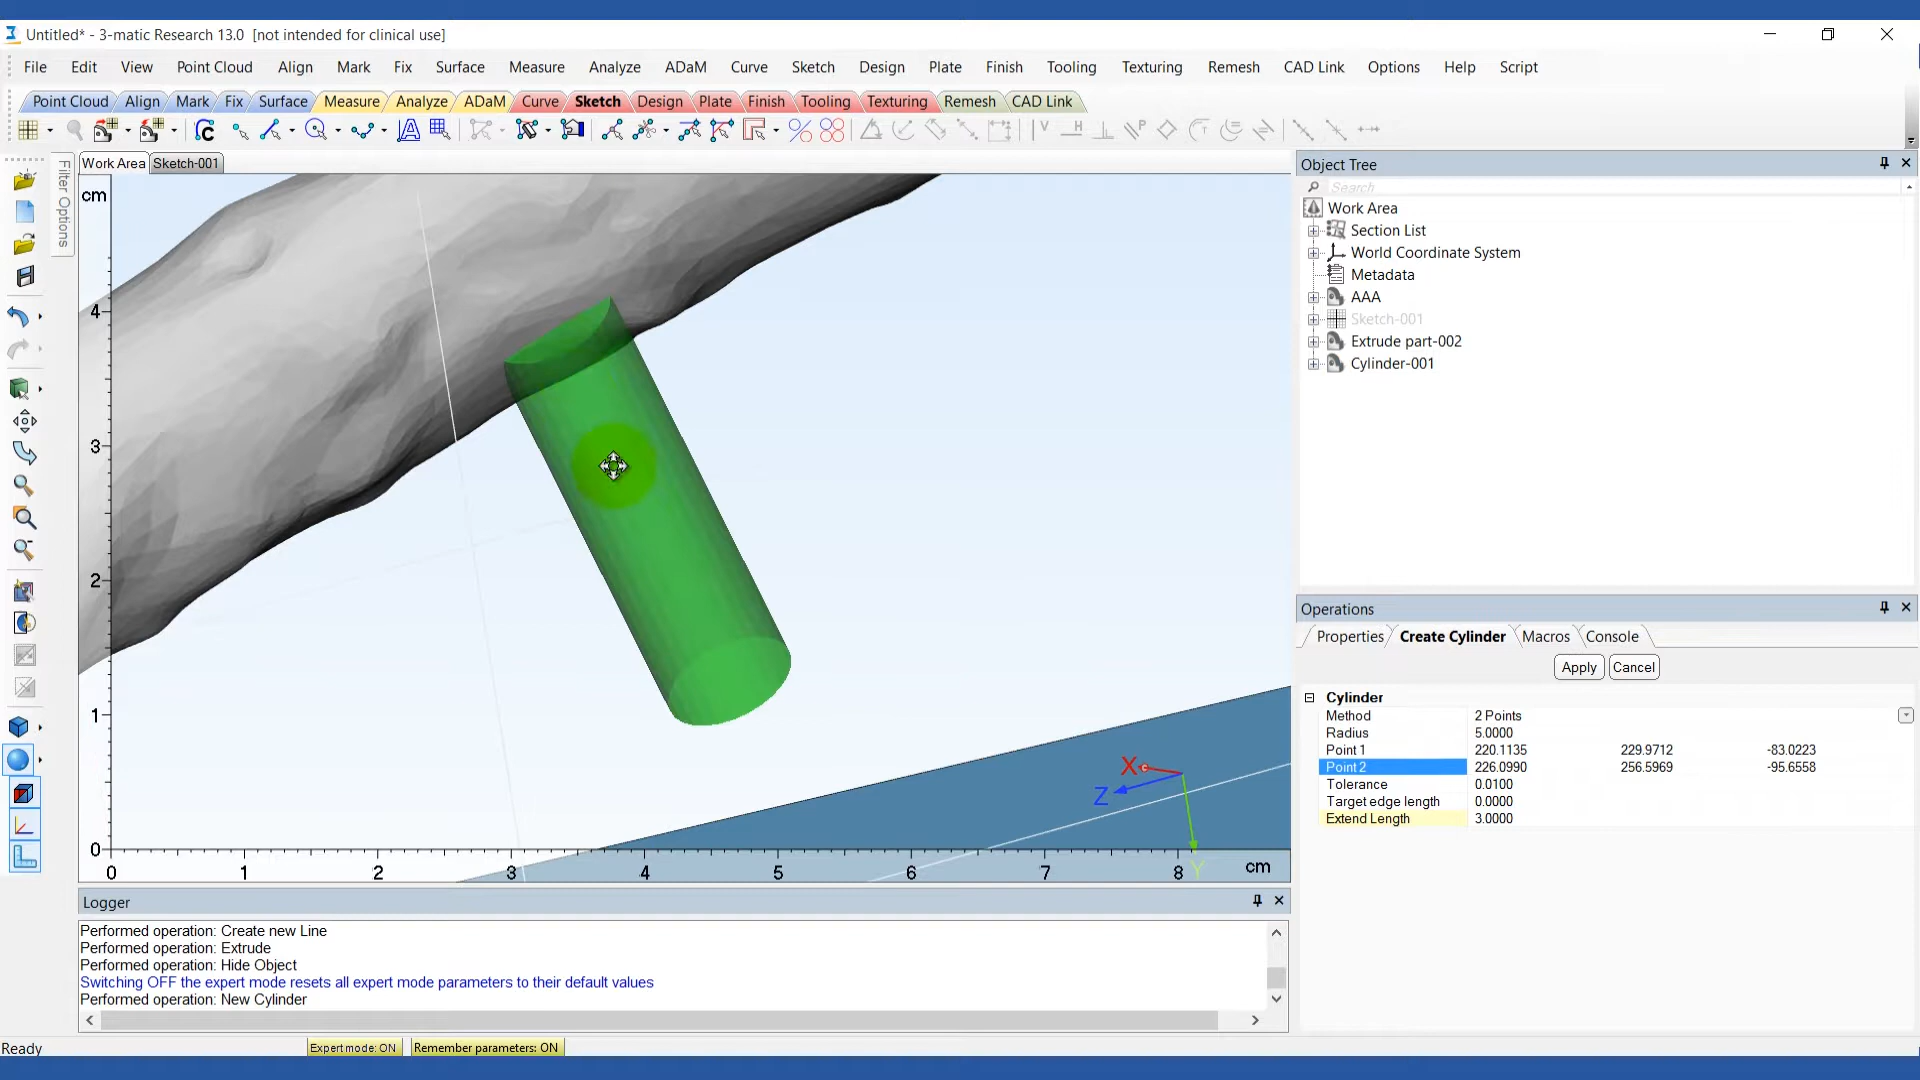 Untitled* - 3-matic Research 13.0 [not intended for clinical use]
File Edit View Point Cloud Align Mark Fix Surface Measure Analyze ADaM Curve Sketch Design Plate Finish Tooling Texturing Remesh CAD Link Options Help Script
Point Cloud Align Mark Fix Surface Measure Analyze ADaM Curve Sketch Design Plate Finish Tooling Texturing Remesh CAD Link
Filter Options
Work Area Sketch-001
cm
4
3
2
1
0
0 1 2 3 4 5 6 7 8 cm
X
Z
Y
Object Tree
Search
Work Area
Section List
World Coordinate System
Metadata
AAA
Sketch-001
Extrude part-002
Cylinder-001
Operations
Properties Create Cylinder Macros Console
Apply Cancel
Cylinder
Method 2 Points
Radius 5.0000
Point 1 220.1135 229.9712 -83.0223
Point 2 226.0990 256.5969 -95.6558
Tolerance 0.0100
Target edge length 0.0000
Extend Length 3.0000
Logger
Performed operation: Create new Line
Performed operation: Extrude
Performed operation: Hide Object
Switching OFF the expert mode resets all expert mode parameters to their default values
Performed operation: New Cylinder
Ready Expert mode: ON Remember parameters: ON